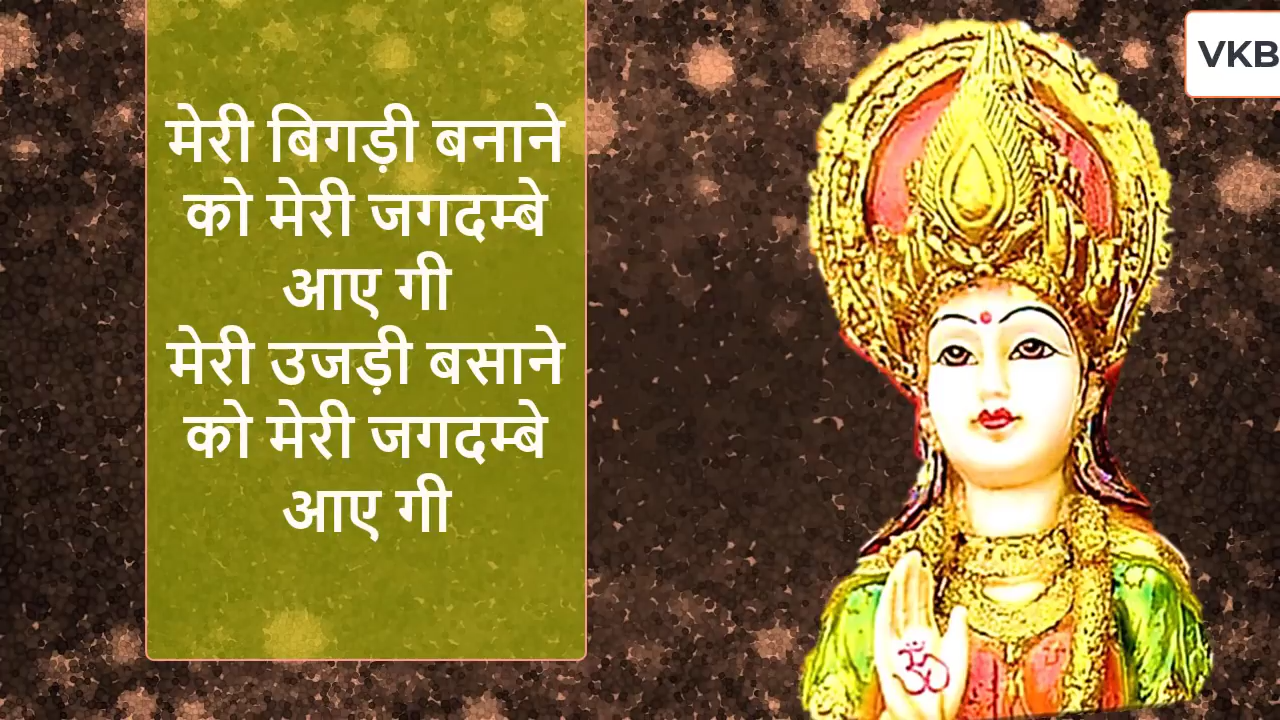 मेरी बिगड़ी बनाने
को मेरी जगदम्बे
आए गी
मेरी उजड़ी बसाने
को मेरी जगदम्बे
आए गी
VKB
ॐ